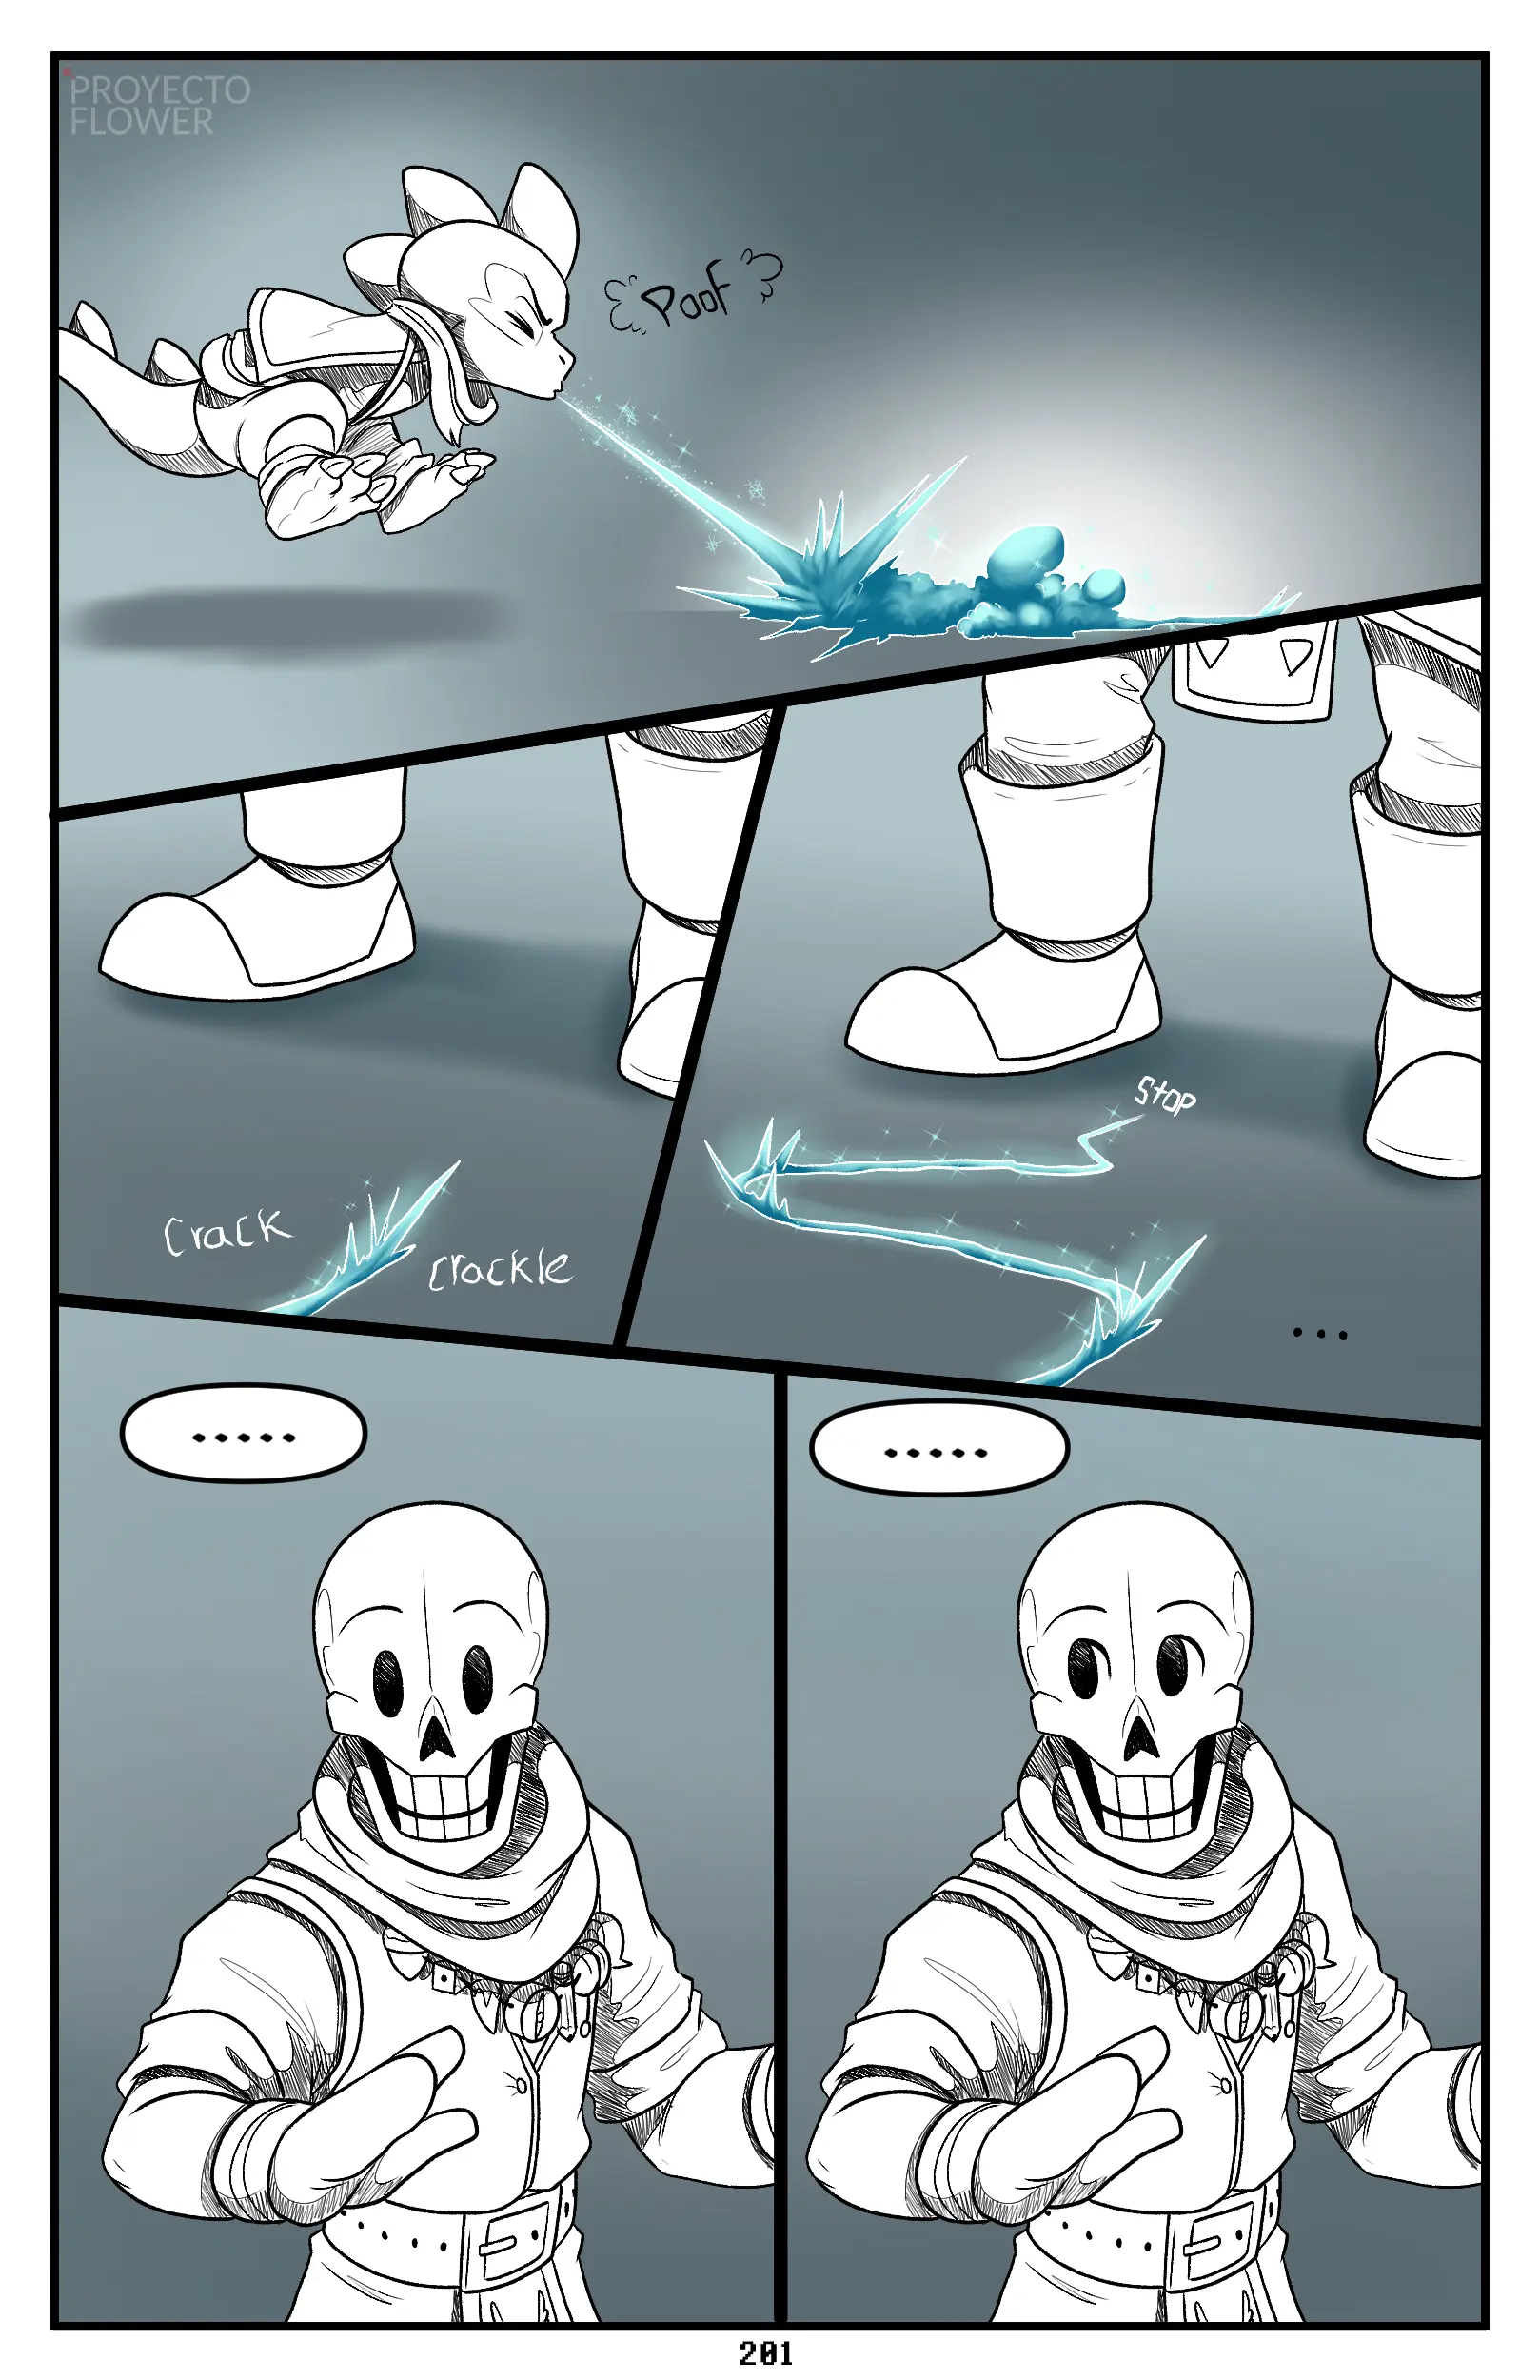 PROYECTO
FLOWER
Poof
Crack
crackle
Stop
...
.....
.....
201